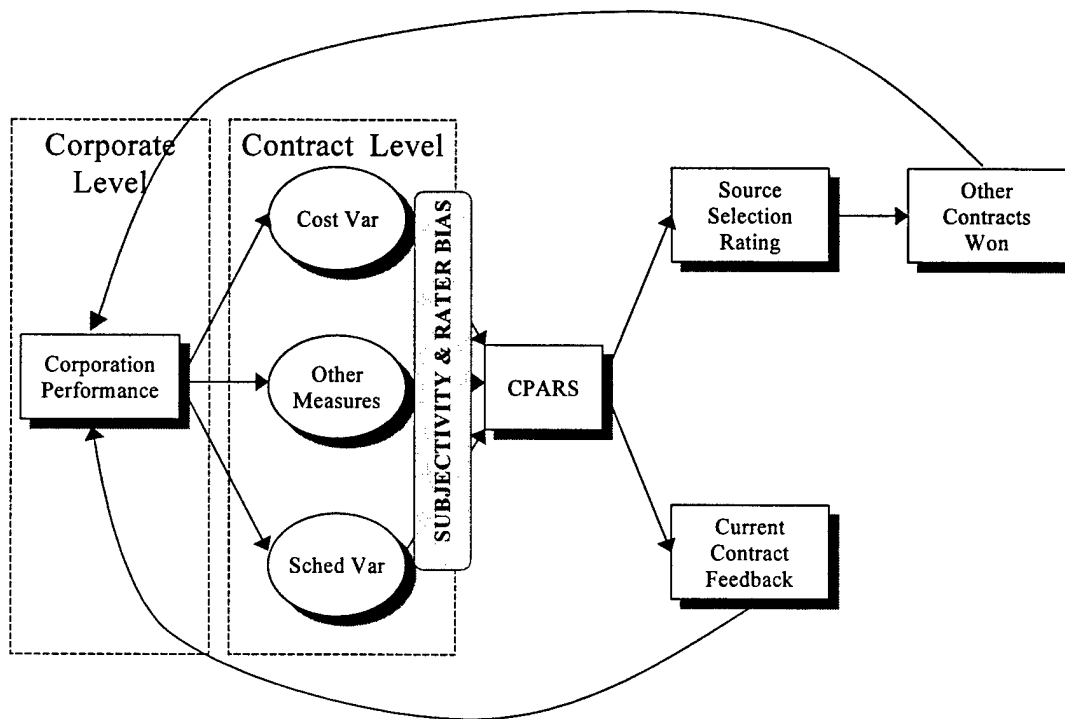 Corporate
Level
Contract Level
Cost Var
Other
Measures
Sched Var
Corporation
Performance
SUBJECTIVITY & RATER BIAS
CPARS
Source
Selection
Rating
Other
Contracts
Won
Current
Contract
Feedback